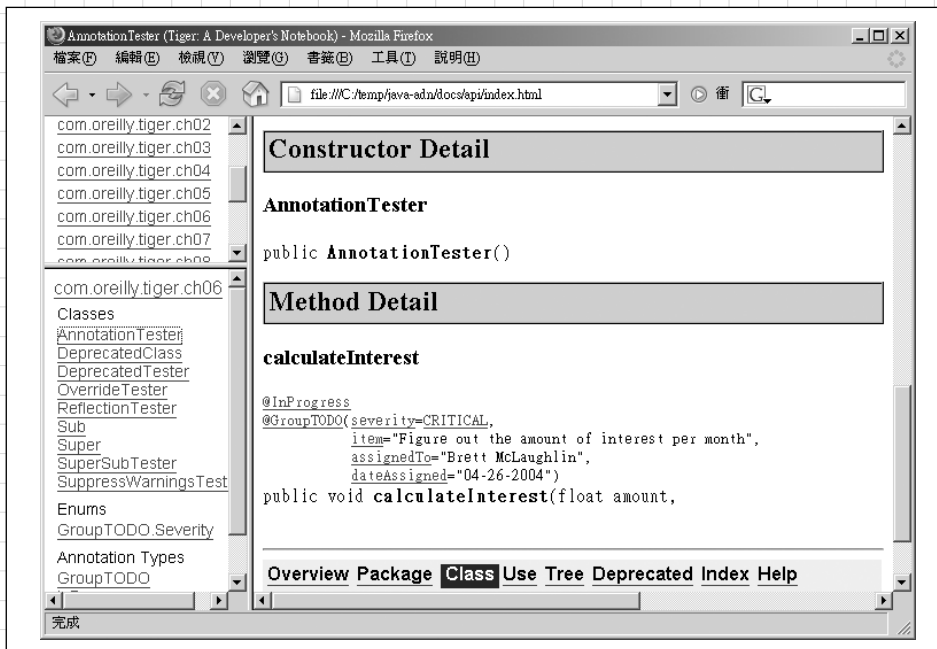 AnnotationTester (Tiger: A Developer's Notebook) - Mozilla Firefox
檔案(F) 編輯(E) 檢視(V) 瀏覽(G) 書籤(B) 工具(T) 說明(H)
file:///C:/temp/java-adn/docs/api/index.html
衝
G
com.oreilly.tiger.ch02
com.oreilly.tiger.ch03
com.oreilly.tiger.ch04
com.oreilly.tiger.ch05
com.oreilly.tiger.ch06
com.oreilly.tiger.ch07
com.oreilly.tiger.ch08
com.oreilly.tiger.ch06
Classes
AnnotationTester
DeprecatedClass
DeprecatedTester
OverrideTester
ReflectionTester
Sub
Super
SuperSubTester
SuppressWarningsTest
Enums
GroupTODO.Severity
Annotation Types
GroupTODO
Constructor Detail
AnnotationTester
public AnnotationTester()
Method Detail
calculateInterest
@InProgress
@GroupTODO(severity=CRITICAL,
item="Figure out the amount of interest per month",
assignedTo="Brett McLaughlin",
dateAssigned="04-26-2004")
public void calculateInterest(float amount,
Overview Package Class Use Tree Deprecated Index Help
完成